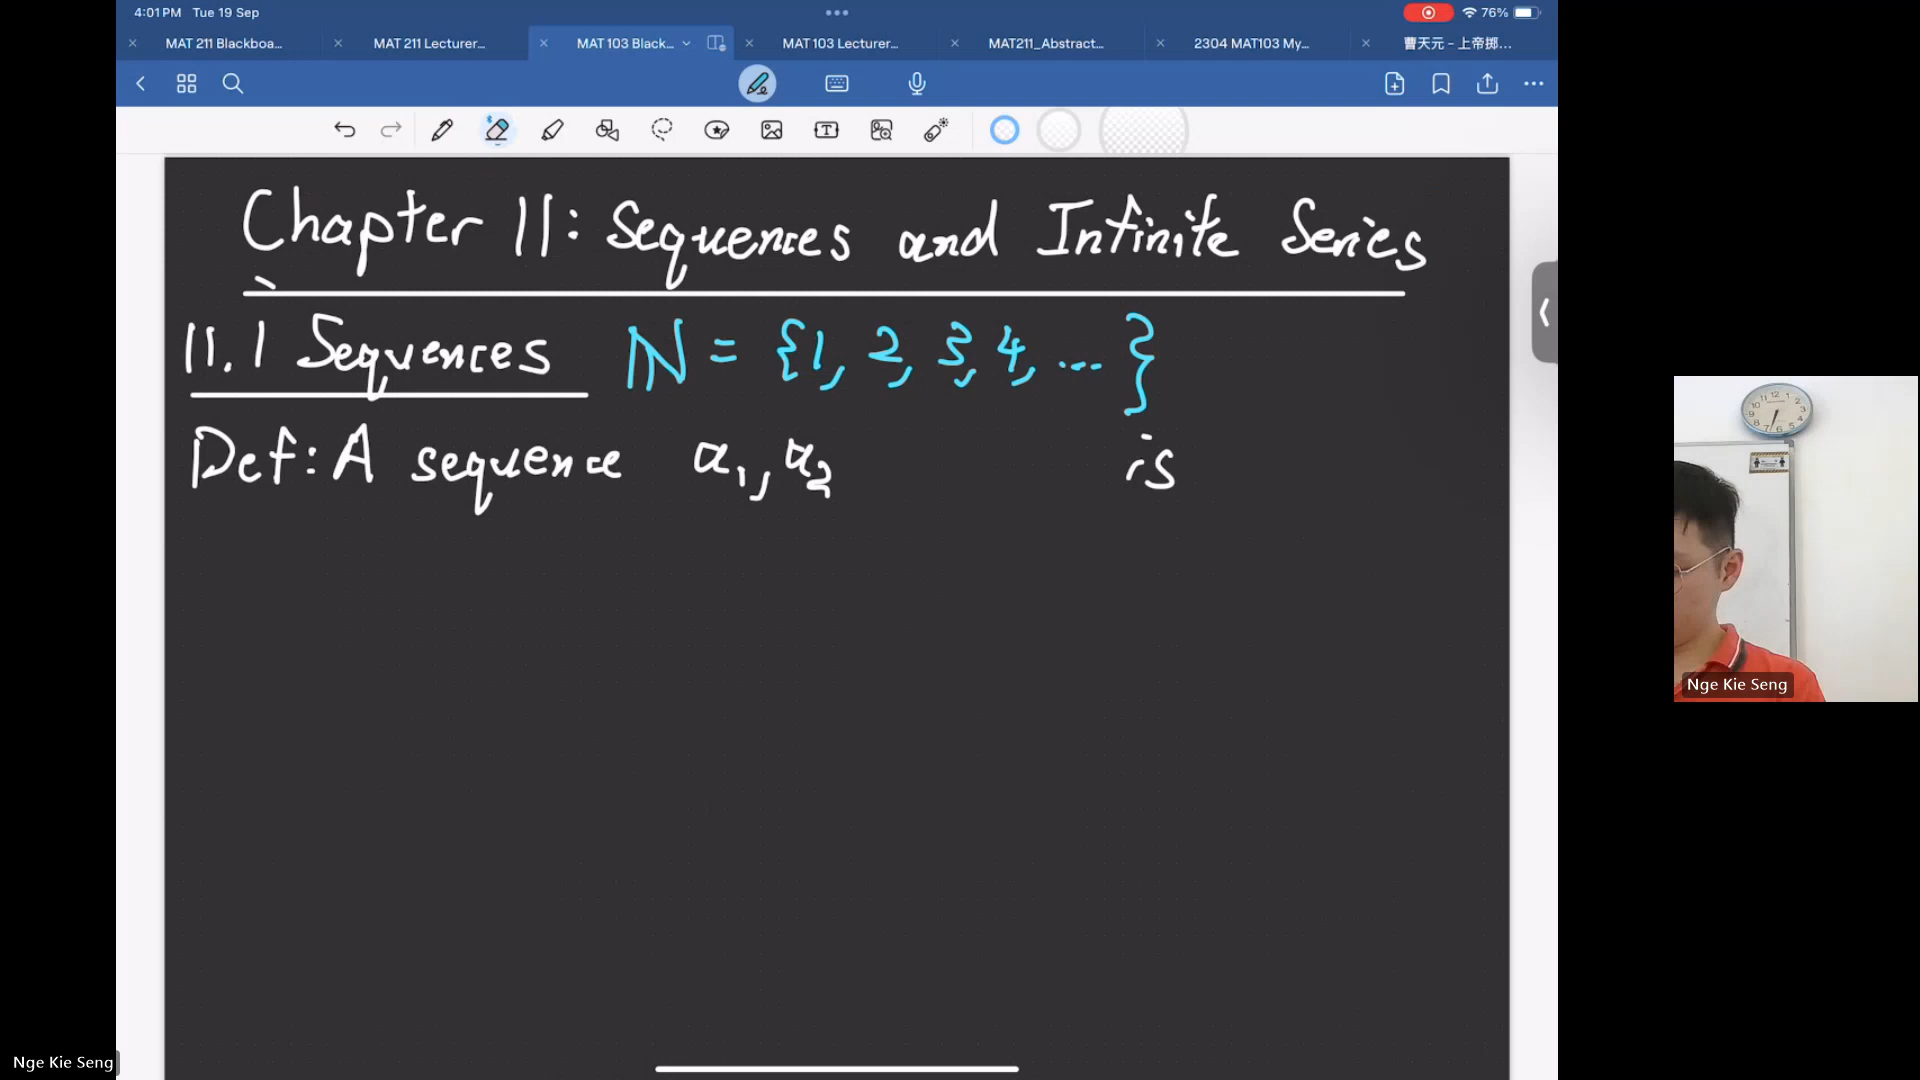 4:01 PM Tue 19 Sep
76%
MAT 211 Blackboa...
MAT 211 Lecturer...
MAT 103 Black...
MAT 103 Lecturer...
MAT211_Abstract...
2304 MAT103 My...
曹天元 - 上帝掷...
Chapter 11: Sequences and Infinite Series
11.1 Sequences ℕ = {1, 2, 3, 4, ... }
Def: A sequence a₁, a₂ is
Nge Kie Seng
Nge Kie Seng